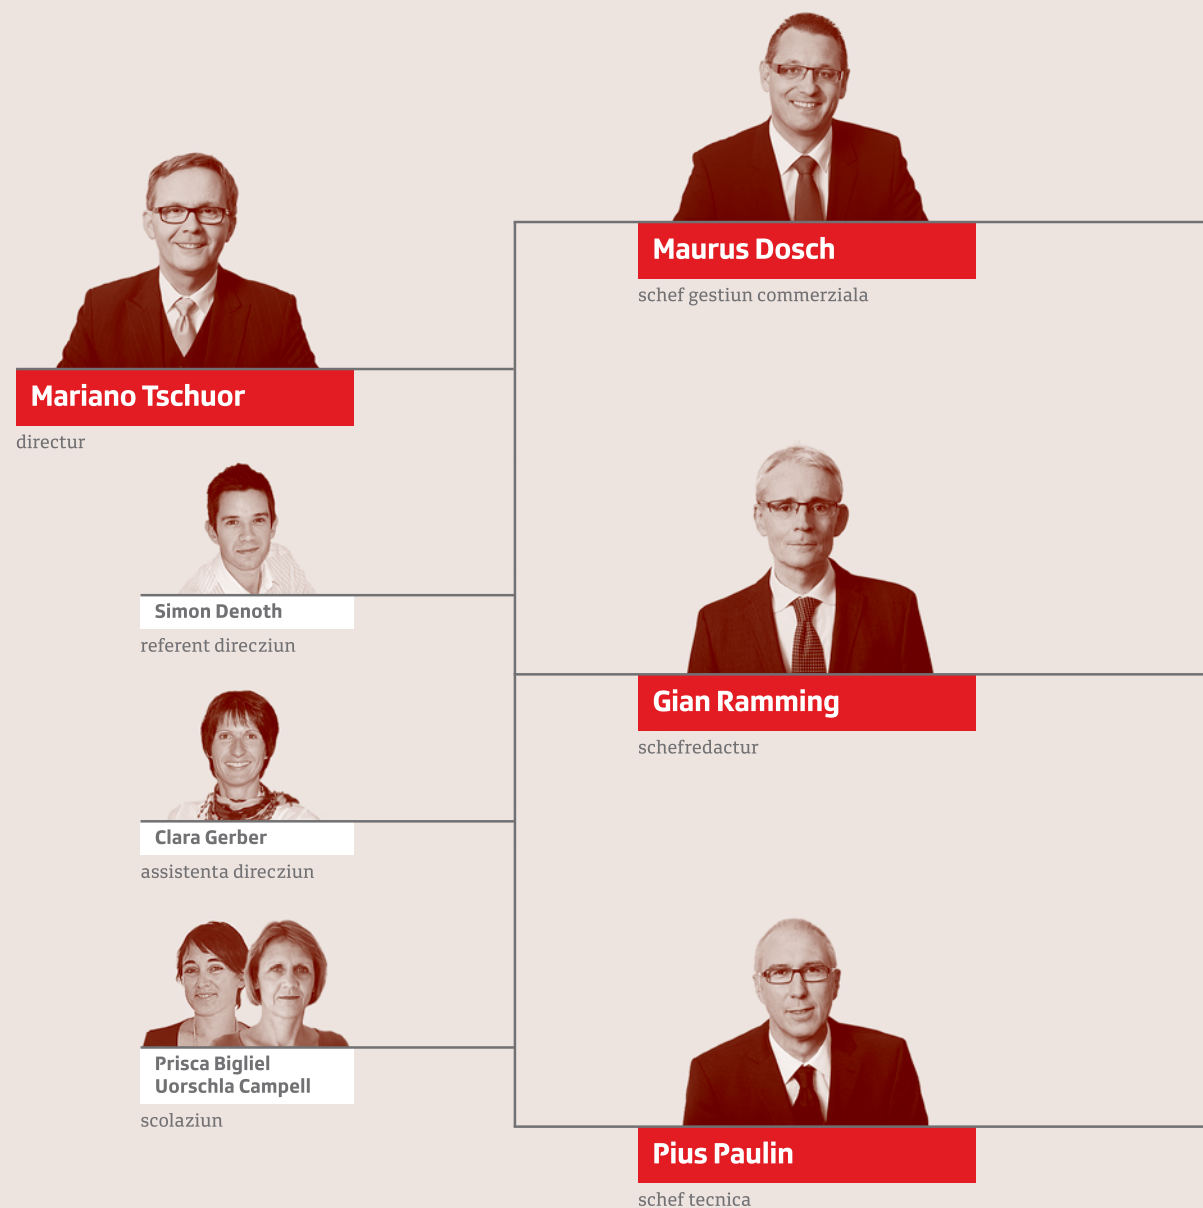 Maurus Dosch
schef gestiun commerziala
Mariano Tschuor
directur
Simon Denoth
referent direcziun
Gian Ramming
schefredactur
Clara Gerber
assistenta direcziun
Prisca Bigliel
Uorschla Campell
scolaziun
Pius Paulin
schef tecnica